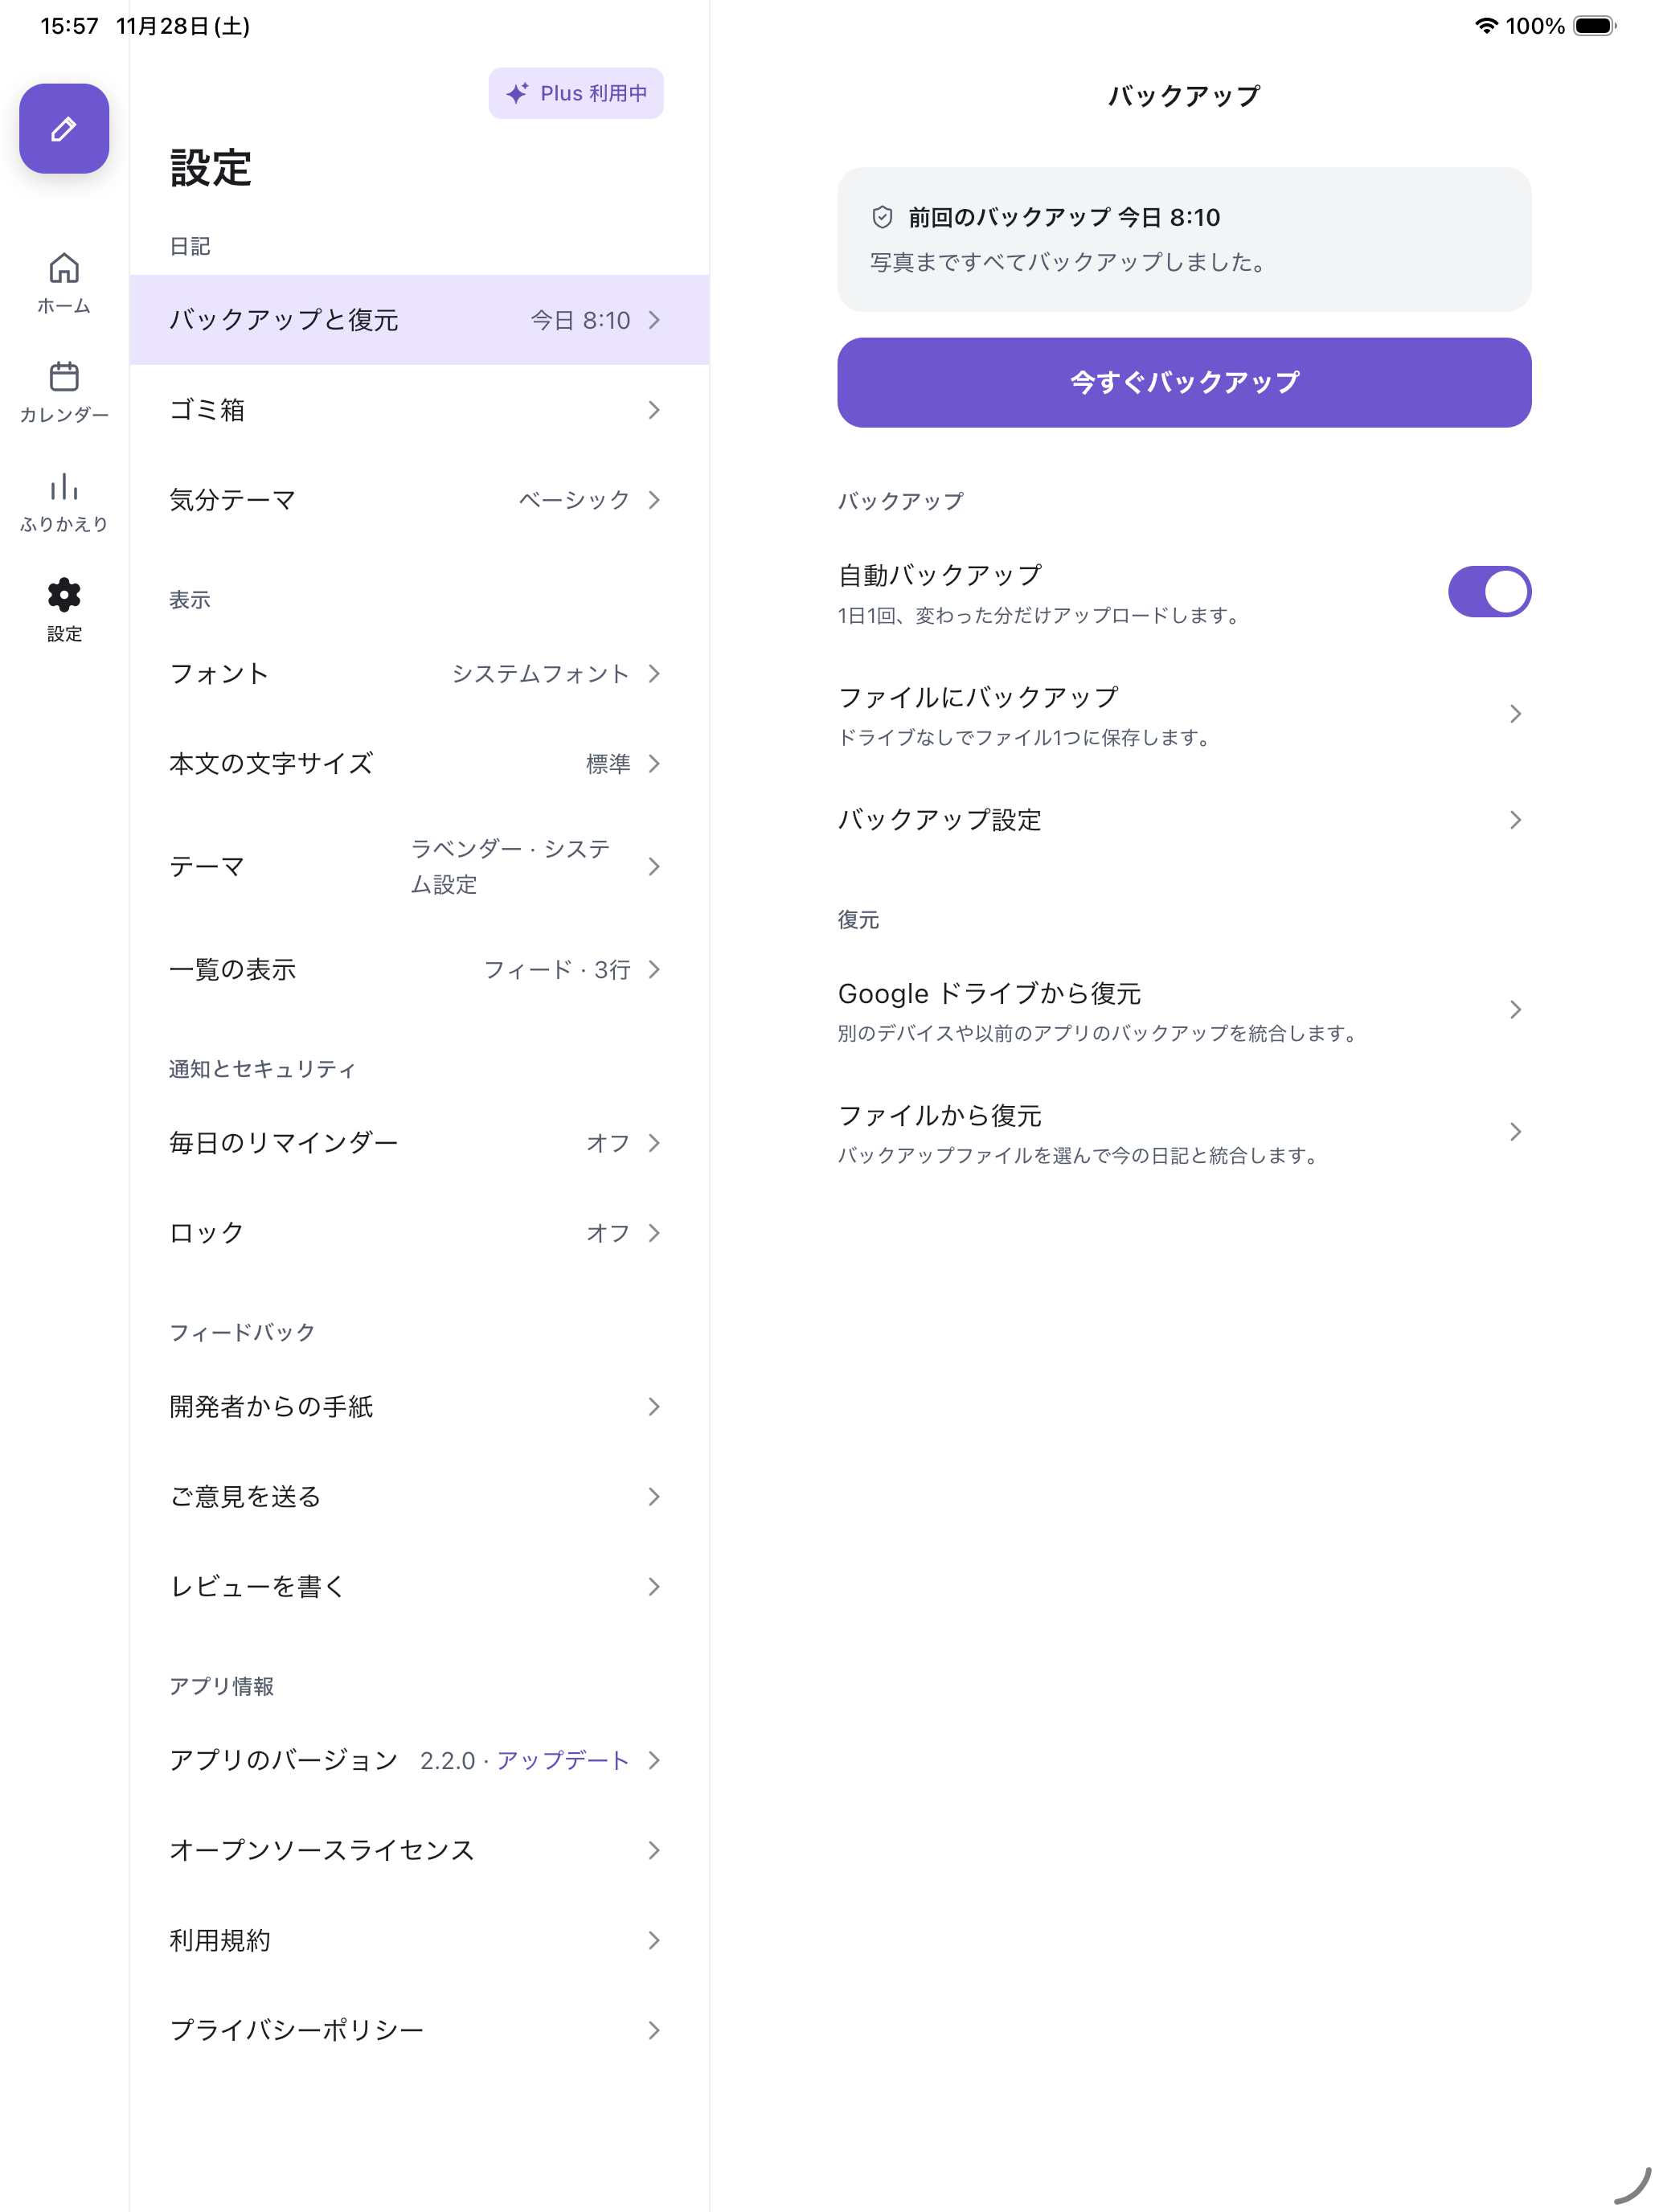 15:57 11月28日(土)
100%
ホーム
カレンダー
ふりかえり
設定
Plus 利用中
設定
日記
バックアップと復元 今日 8:10
ゴミ箱
気分テーマ ベーシック
表示
フォント システムフォント
本文の文字サイズ 標準
テーマ ラベンダー · システ
ム設定
一覧の表示 フィード · 3行
通知とセキュリティ
毎日のリマインダー オフ
ロック オフ
フィードバック
開発者からの手紙
ご意見を送る
レビューを書く
アプリ情報
アプリのバージョン 2.2.0 · アップデート
オープンソースライセンス
利用規約
プライバシーポリシー
バックアップ
前回のバックアップ 今日 8:10
写真まですべてバックアップしました。
今すぐバックアップ
バックアップ
自動バックアップ
1日1回、変わった分だけアップロードします。
ファイルにバックアップ
ドライブなしでファイル1つに保存します。
バックアップ設定
復元
Google ドライブから復元
別のデバイスや以前のアプリのバックアップを統合します。
ファイルから復元
バックアップファイルを選んで今の日記と統合します。